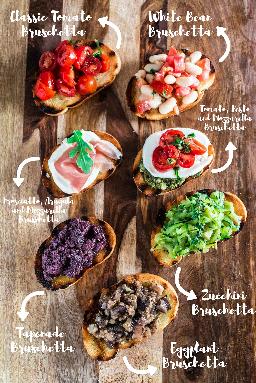 Classic Tomato
Bruschetta
White Bean
Bruschetta
Tomato, Pesto
and Mozzarella
Bruschetta
Prosciutto, Arugula
and Mozzarella
Bruschetta
Zucchini
Bruschetta
Tapenade
Bruschetta
Eggplant
Bruschetta